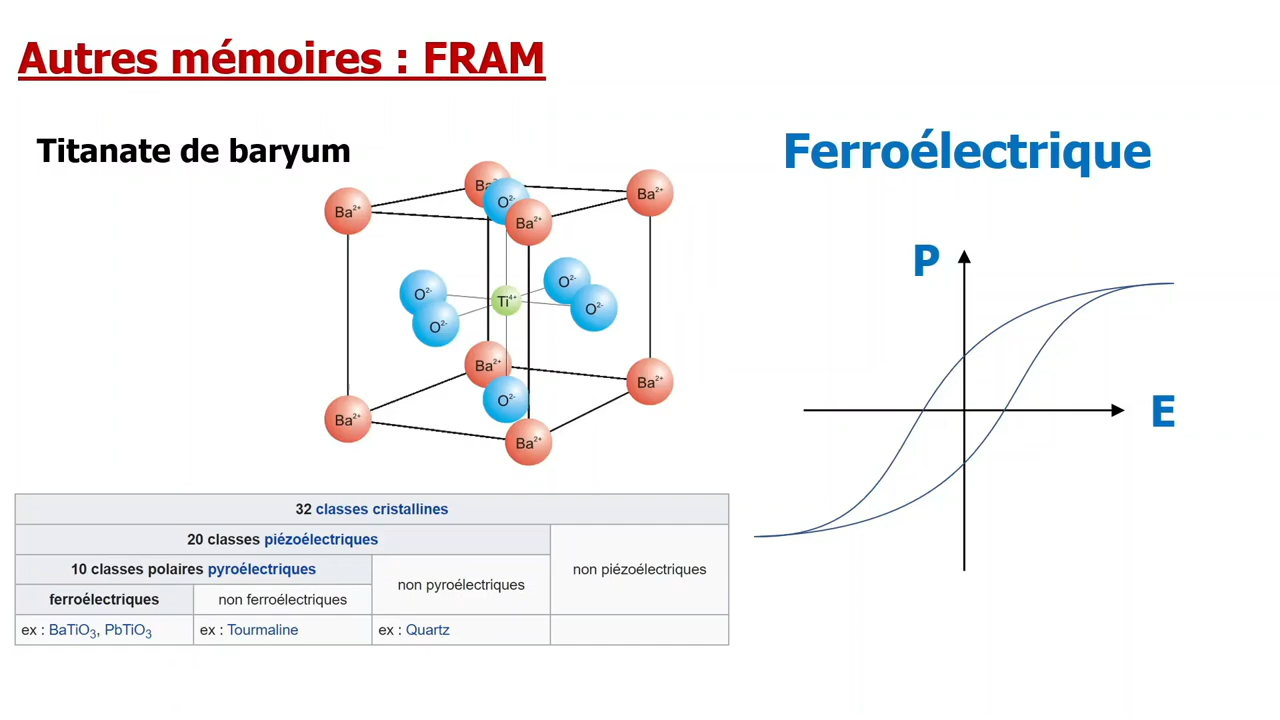 Autres mémoires : FRAM
Titanate de baryum
Ferroélectrique
Ba²⁺
Ba²⁺
O²⁻
Ba²⁺
Ba²⁺
O²⁻
O²⁻
Ti⁴⁺
O²⁻
O²⁻
Ba²⁺
Ba²⁺
O²⁻
Ba²⁺
Ba²⁺
P
E
32 classes cristallines
20 classes piézoélectriques
non piézoélectriques
10 classes polaires pyroélectriques
non pyroélectriques
ferroélectriques
non ferroélectriques
ex : BaTiO₃, PbTiO₃
ex : Tourmaline
ex : Quartz